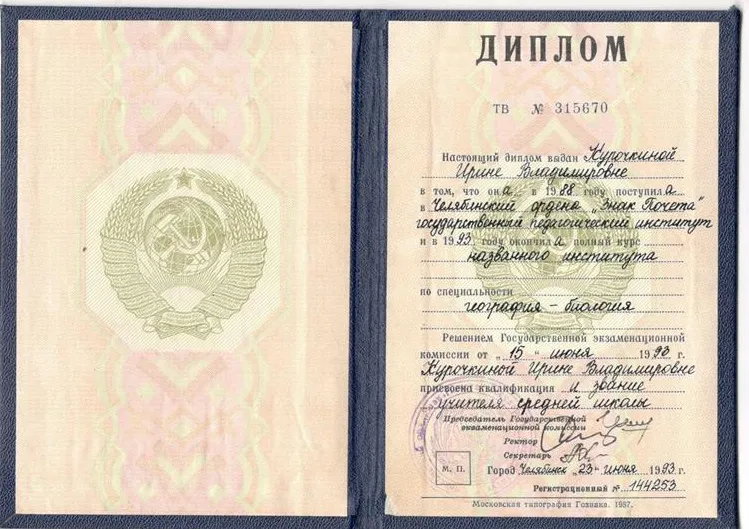 ДИПЛОМ
ТВ № 315670
Настоящий диплом выдан Курочкиной
Ирине Владимировне
в том, что она в 1988 году поступила
в Челябинский ордена „Знак Почета"
государственный педагогический институт
и в 1993 году окончила полный курс
названного института
по специальности
география – биология
Решением Государственной экзаменационной
комиссии от „15" июня 1993 г.
Курочкиной Ирине Владимировне
присвоена квалификация и звание
учителя средней школы
Председатель Государственной
экзаменационной комиссии
Ректор
Секретарь
М. П. Город Челябинск „23" июня 1993 г.
Регистрационный № 144253
Московская типография Гознака. 1987.